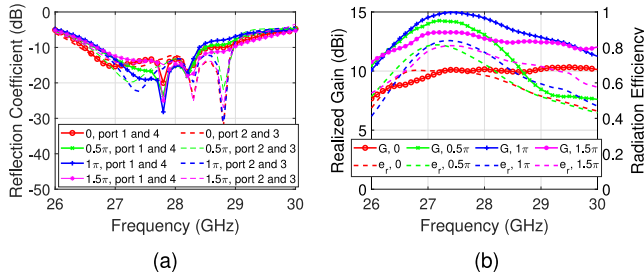 0
-10
-20
-30
-40
-50
Reflection Coefficient (dB)
0, port 1 and 4
0, port 2 and 3
0.5π, port 1 and 4
0.5π, port 2 and 3
1π, port 1 and 4
1π, port 2 and 3
1.5π, port 1 and 4
1.5π, port 2 and 3
26 27 28 29 30
Frequency (GHz)
(a)
15
10
5
0
Realized Gain (dBi)
G, 0 G, 0.5π G, 1π G, 1.5π
er, 0 er, 0.5π er, 1π er, 1.5π
1
0.8
0.6
0.4
0.2
0
Radiation Efficiency
26 27 28 29 30
Frequency (GHz)
(b)